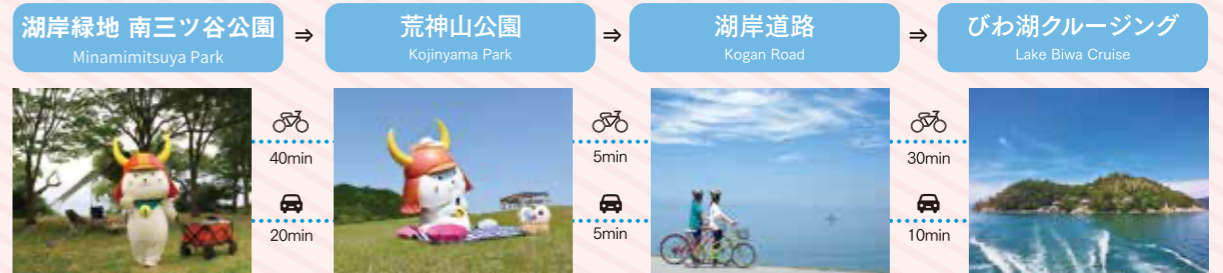 湖岸緑地 南三ツ谷公園
Minamimitsuya Park
⇒
荒神山公園
Kojinyama Park
⇒
湖岸道路
Kogan Road
⇒
びわ湖クルージング
Lake Biwa Cruise
40min
20min
5min
5min
30min
10min